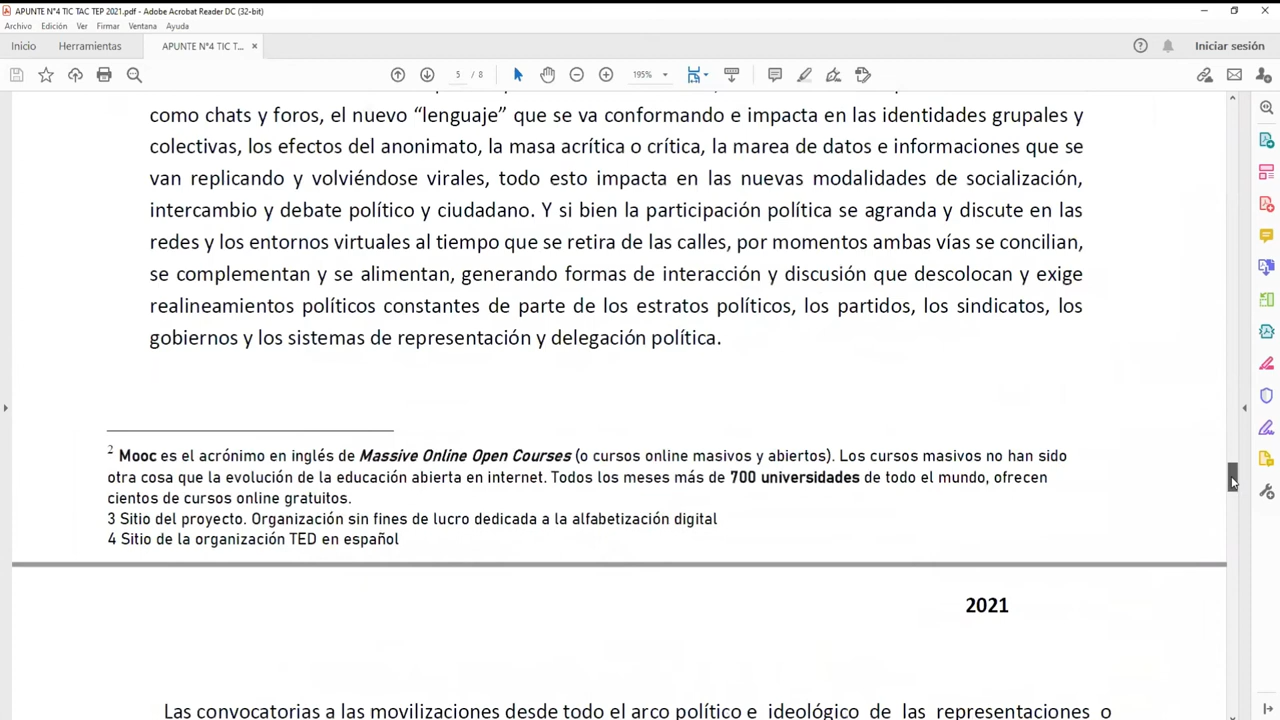 APUNTE N°4 TIC TAC TEP 2021.pdf - Adobe Acrobat Reader DC (32-bit)
Archivo Edición Ver Firmar Ventana Ayuda
Inicio Herramientas APUNTE N°4 TIC T... × Iniciar sesión
5 / 8 195%
como chats y foros, el nuevo “lenguaje” que se va conformando e impacta en las identidades grupales y
colectivas, los efectos del anonimato, la masa acrítica o crítica, la marea de datos e informaciones que se
van replicando y volviéndose virales, todo esto impacta en las nuevas modalidades de socialización,
intercambio y debate político y ciudadano. Y si bien la participación política se agranda y discute en las
redes y los entornos virtuales al tiempo que se retira de las calles, por momentos ambas vías se concilian,
se complementan y se alimentan, generando formas de interacción y discusión que descolocan y exige
realineamientos políticos constantes de parte de los estratos políticos, los partidos, los sindicatos, los
gobiernos y los sistemas de representación y delegación política.
2 Mooc es el acrónimo en inglés de Massive Online Open Courses (o cursos online masivos y abiertos). Los cursos masivos no han sido
otra cosa que la evolución de la educación abierta en internet. Todos los meses más de 700 universidades de todo el mundo, ofrecen
cientos de cursos online gratuitos.
3 Sitio del proyecto. Organización sin fines de lucro dedicada a la alfabetización digital
4 Sitio de la organización TED en español
2021
Las convocatorias a las movilizaciones desde todo el arco político e ideológico de las representaciones o